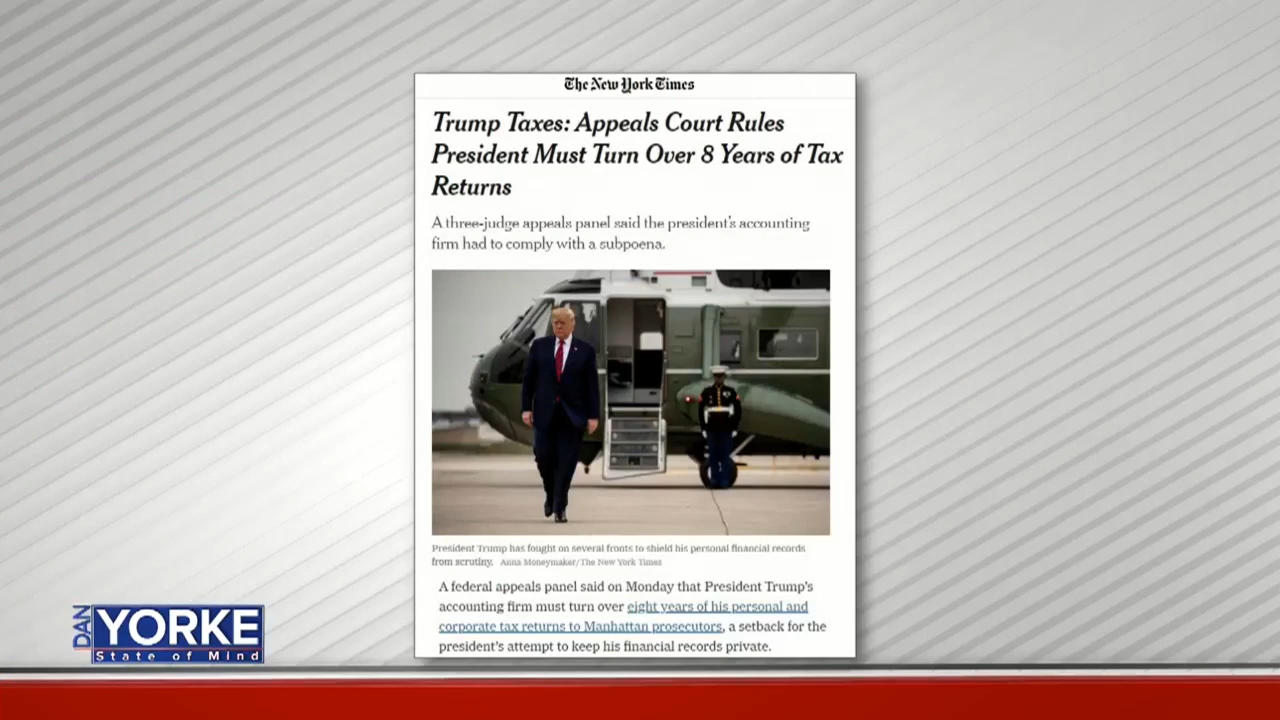 The New York Times
Trump Taxes: Appeals Court Rules
President Must Turn Over 8 Years of Tax
Returns
A three-judge appeals panel said the president's accounting
firm had to comply with a subpoena.
President Trump has fought on several fronts to shield his personal financial records
from scrutiny. Anna Moneymaker/The New York Times
A federal appeals panel said on Monday that President Trump's
accounting firm must turn over eight years of his personal and
corporate tax returns to Manhattan prosecutors, a setback for the
president's attempt to keep his financial records private.
DAN
YORKE
State of Mind